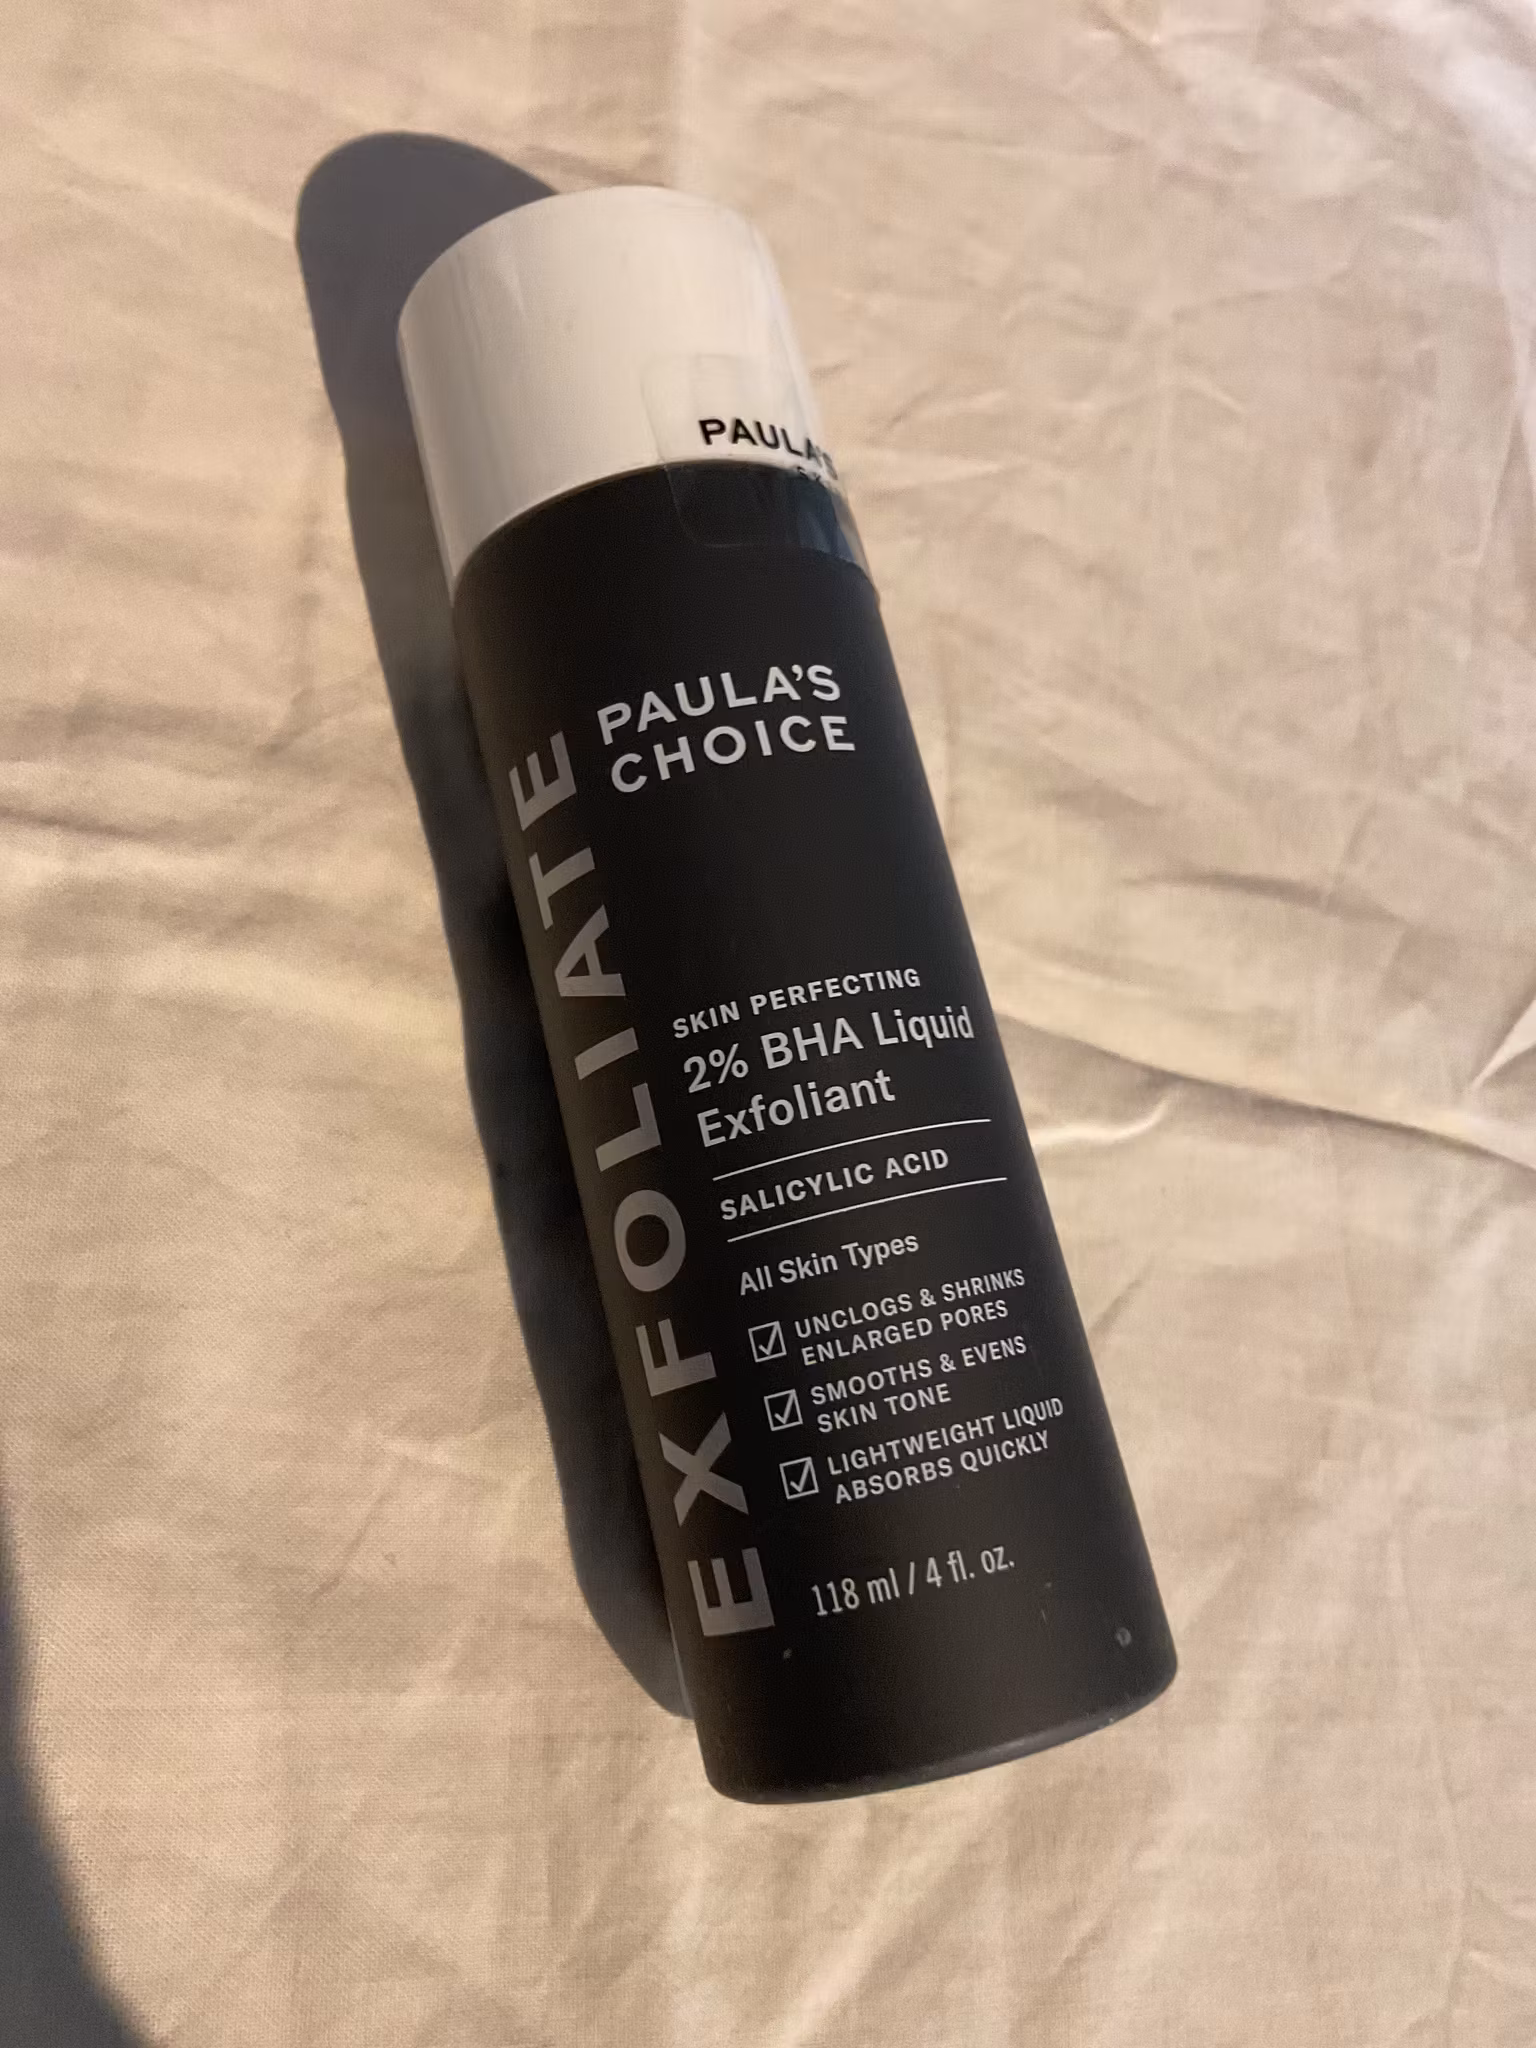 PAULA'S
PAULA'S
CHOICE
EXFOLIATE
SKIN PERFECTING
2% BHA Liquid
Exfoliant
SALICYLIC ACID
All Skin Types
UNCLOGS & SHRINKS
ENLARGED PORES
SMOOTHS & EVENS
SKIN TONE
LIGHTWEIGHT LIQUID
ABSORBS QUICKLY
118 ml / 4 fl. oz.